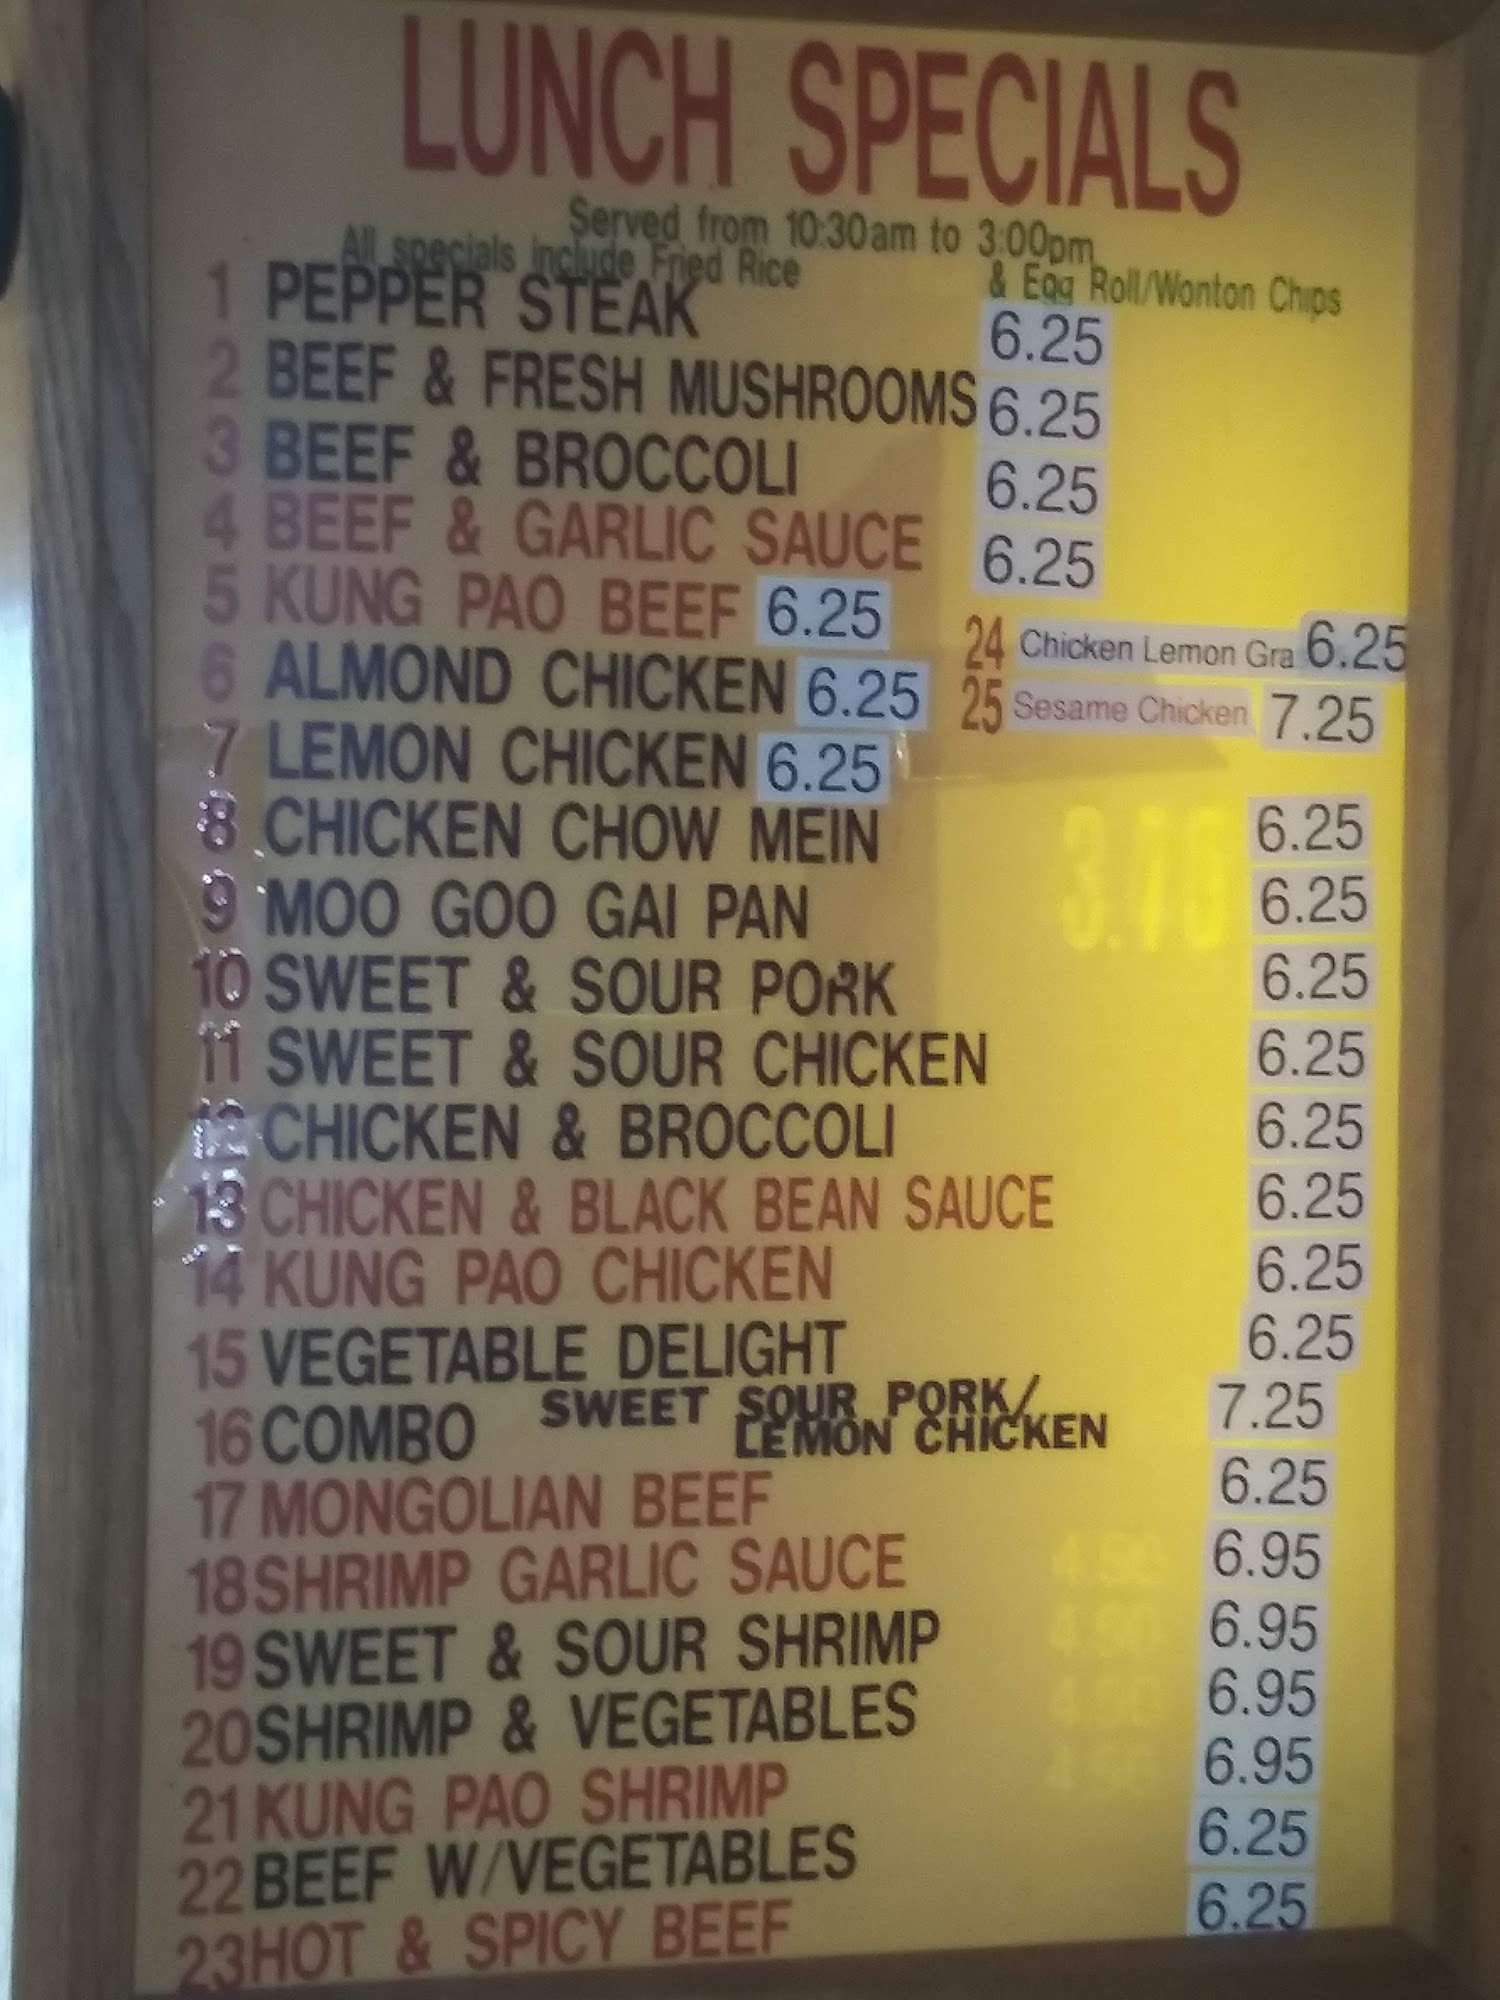 LUNCH SPECIALS
Served from 10:30am to 3:00pm
All specials include Fried Rice & Egg Roll/Wonton Chips
1 PEPPER STEAK 6.25
2 BEEF & FRESH MUSHROOMS 6.25
3 BEEF & BROCCOLI 6.25
4 BEEF & GARLIC SAUCE 6.25
5 KUNG PAO BEEF 6.25
24 Chicken Lemon Gra 6.25
6 ALMOND CHICKEN 6.25
25 Sesame Chicken 7.25
7 LEMON CHICKEN 6.25
8 CHICKEN CHOW MEIN 6.25
9 MOO GOO GAI PAN 6.25
10 SWEET & SOUR PORK 6.25
11 SWEET & SOUR CHICKEN 6.25
12 CHICKEN & BROCCOLI 6.25
13 CHICKEN & BLACK BEAN SAUCE 6.25
14 KUNG PAO CHICKEN 6.25
15 VEGETABLE DELIGHT 6.25
16 COMBO SWEET SOUR PORK/ 7.25
LEMON CHICKEN
17 MONGOLIAN BEEF 6.25
18 SHRIMP GARLIC SAUCE 4.50 6.95
19 SWEET & SOUR SHRIMP 4.50 6.95
20 SHRIMP & VEGETABLES 4.50 6.95
21 KUNG PAO SHRIMP 4.50 6.95
22 BEEF W/VEGETABLES 6.25
23 HOT & SPICY BEEF 6.25